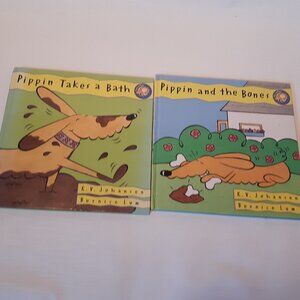 Pippin Takes a Bath
K.V. Johansen
Bernice Lum
Pippin and the Bones
K.V. Johansen
Bernice Lum